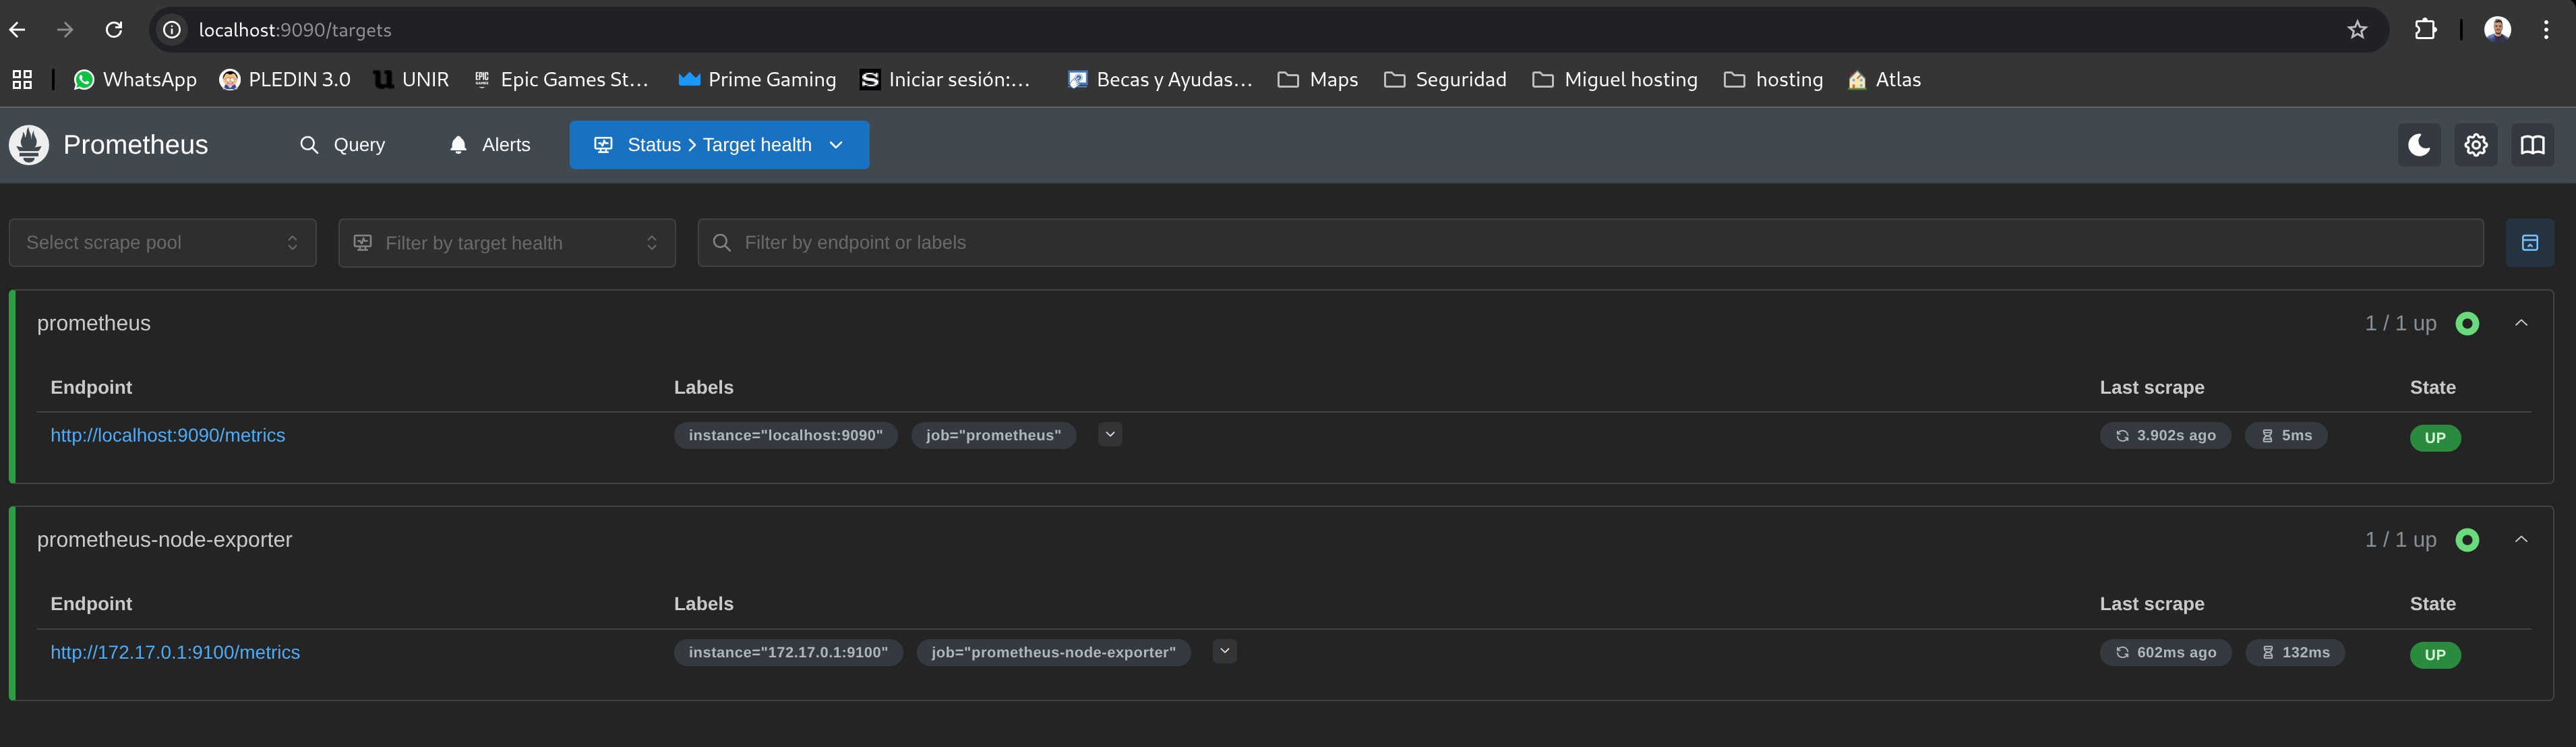 localhost:9090/targets
WhatsApp PLEDIN 3.0 UNIR EPIC GAMES Epic Games St... Prime Gaming S Iniciar sesión:... Becas y Ayudas... Maps Seguridad Miguel hosting hosting Atlas
Prometheus Query Alerts Status > Target health
Select scrape pool Filter by target health Filter by endpoint or labels
prometheus 1 / 1 up
Endpoint Labels Last scrape State
http://localhost:9090/metrics instance="localhost:9090" job="prometheus" 3.902s ago 5ms UP
prometheus-node-exporter 1 / 1 up
Endpoint Labels Last scrape State
http://172.17.0.1:9100/metrics instance="172.17.0.1:9100" job="prometheus-node-exporter" 602ms ago 132ms UP